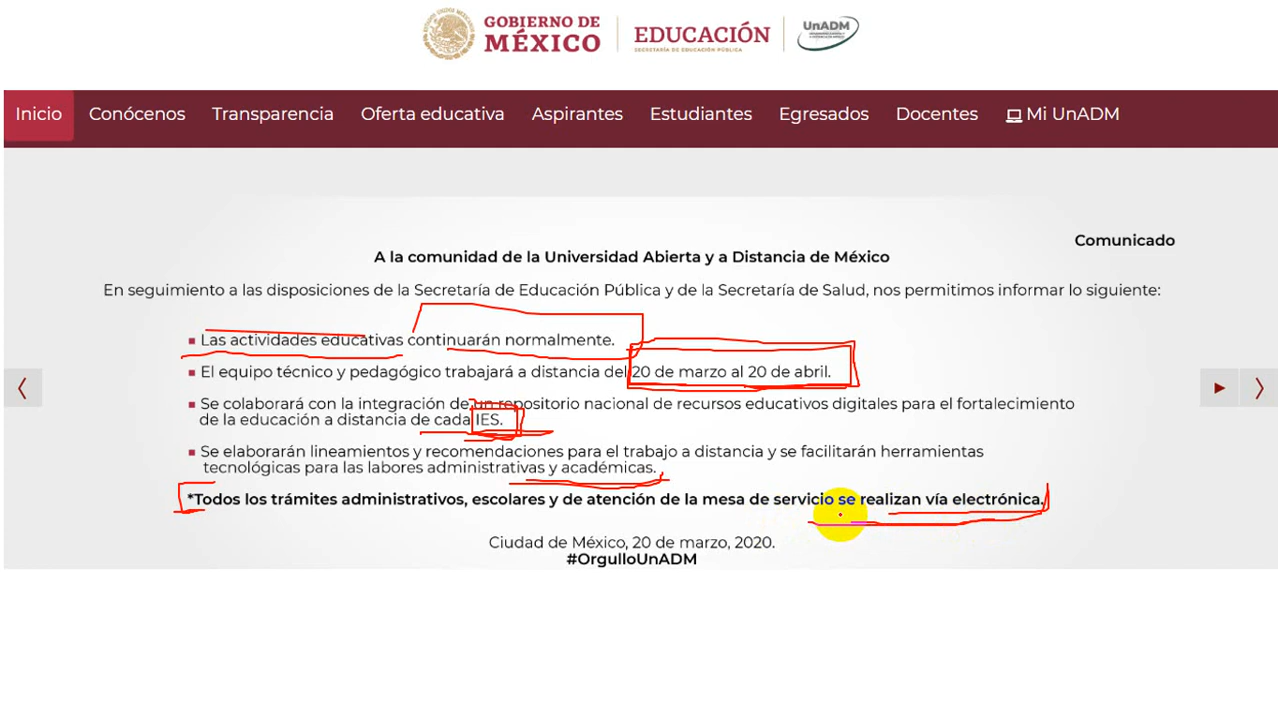 GOBIERNO DE
MÉXICO
EDUCACIÓN
SECRETARÍA DE EDUCACIÓN PÚBLICA
UnADM
Inicio Conócenos Transparencia Oferta educativa Aspirantes Estudiantes Egresados Docentes Mi UnADM
Comunicado
A la comunidad de la Universidad Abierta y a Distancia de México
En seguimiento a las disposiciones de la Secretaría de Educación Pública y de la Secretaría de Salud, nos permitimos informar lo siguiente:
Las actividades educativas continuarán normalmente.
El equipo técnico y pedagógico trabajará a distancia del 20 de marzo al 20 de abril.
Se colaborará con la integración de un repositorio nacional de recursos educativos digitales para el fortalecimiento
de la educación a distancia de cada IES.
Se elaborarán lineamientos y recomendaciones para el trabajo a distancia y se facilitarán herramientas
tecnológicas para las labores administrativas y académicas.
*Todos los trámites administrativos, escolares y de atención de la mesa de servicio se realizan vía electrónica.
Ciudad de México, 20 de marzo, 2020.
#OrgulloUnADM